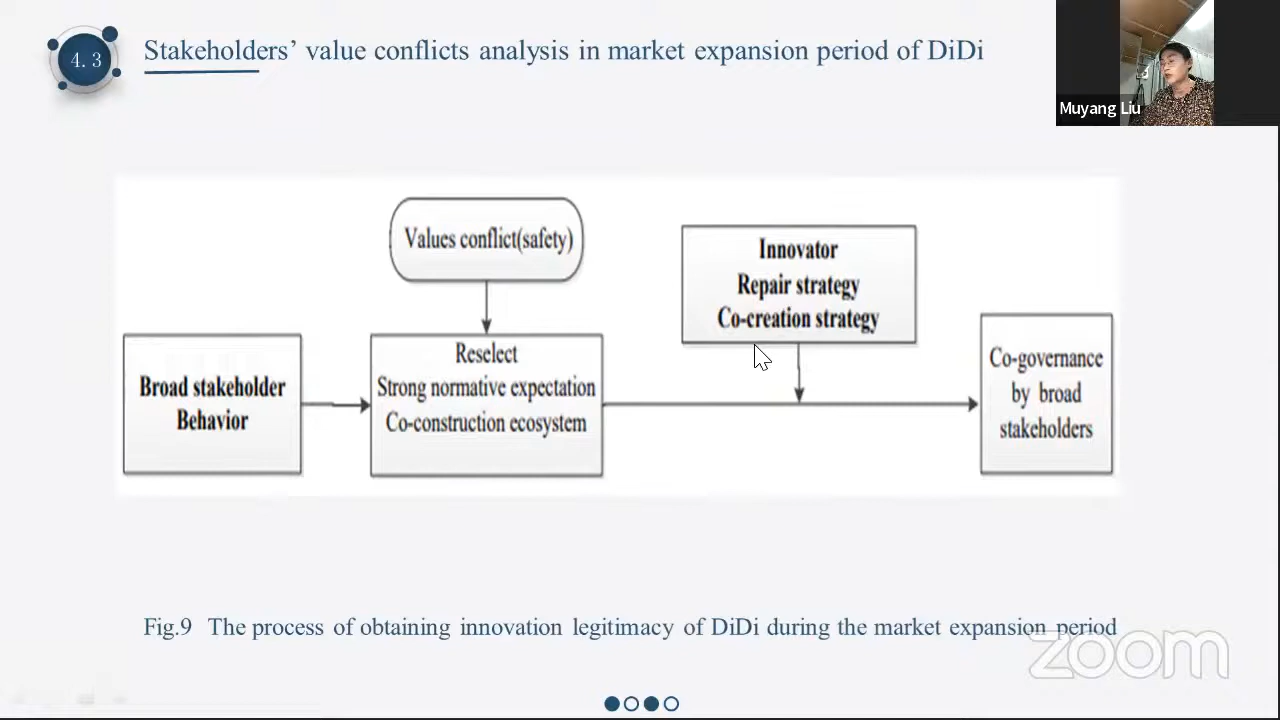 4.3
Stakeholders’ value conflicts analysis in market expansion period of DiDi
Muyang Liu
Values conflict(safety)
Innovator
Repair strategy
Co-creation strategy
Broad stakeholder
Behavior
Reselect
Strong normative expectation
Co-construction ecosystem
Co-governance
by broad
stakeholders
Fig.9 The process of obtaining innovation legitimacy of DiDi during the market expansion period
zoom